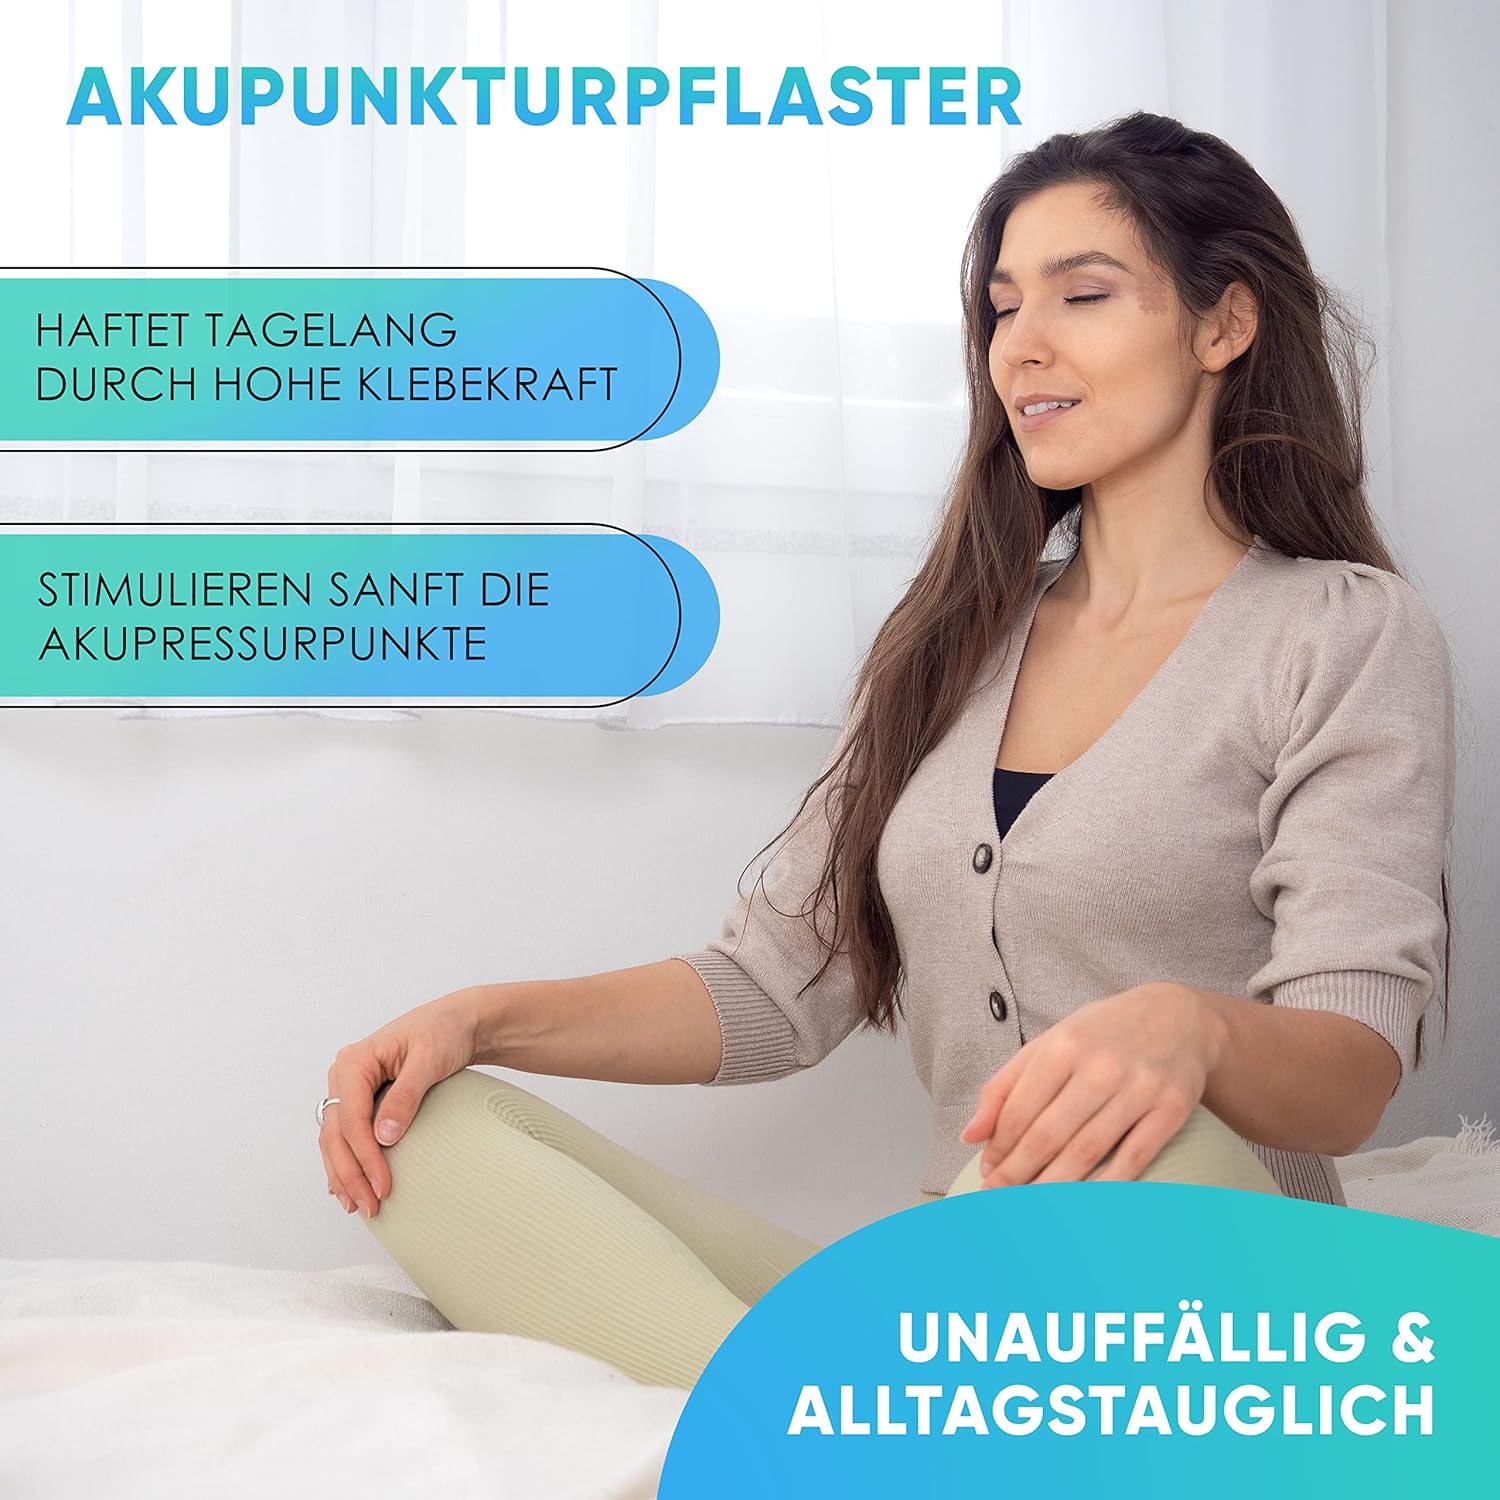 AKUPUNKTURPFLASTER
HAFTET TAGELANG
DURCH HOHE KLEBEKRAFT
STIMULIEREN SANFT DIE
AKUPRESSURPUNKTE
UNAUFFÄLLIG &
ALLTAGSTAUGLICH